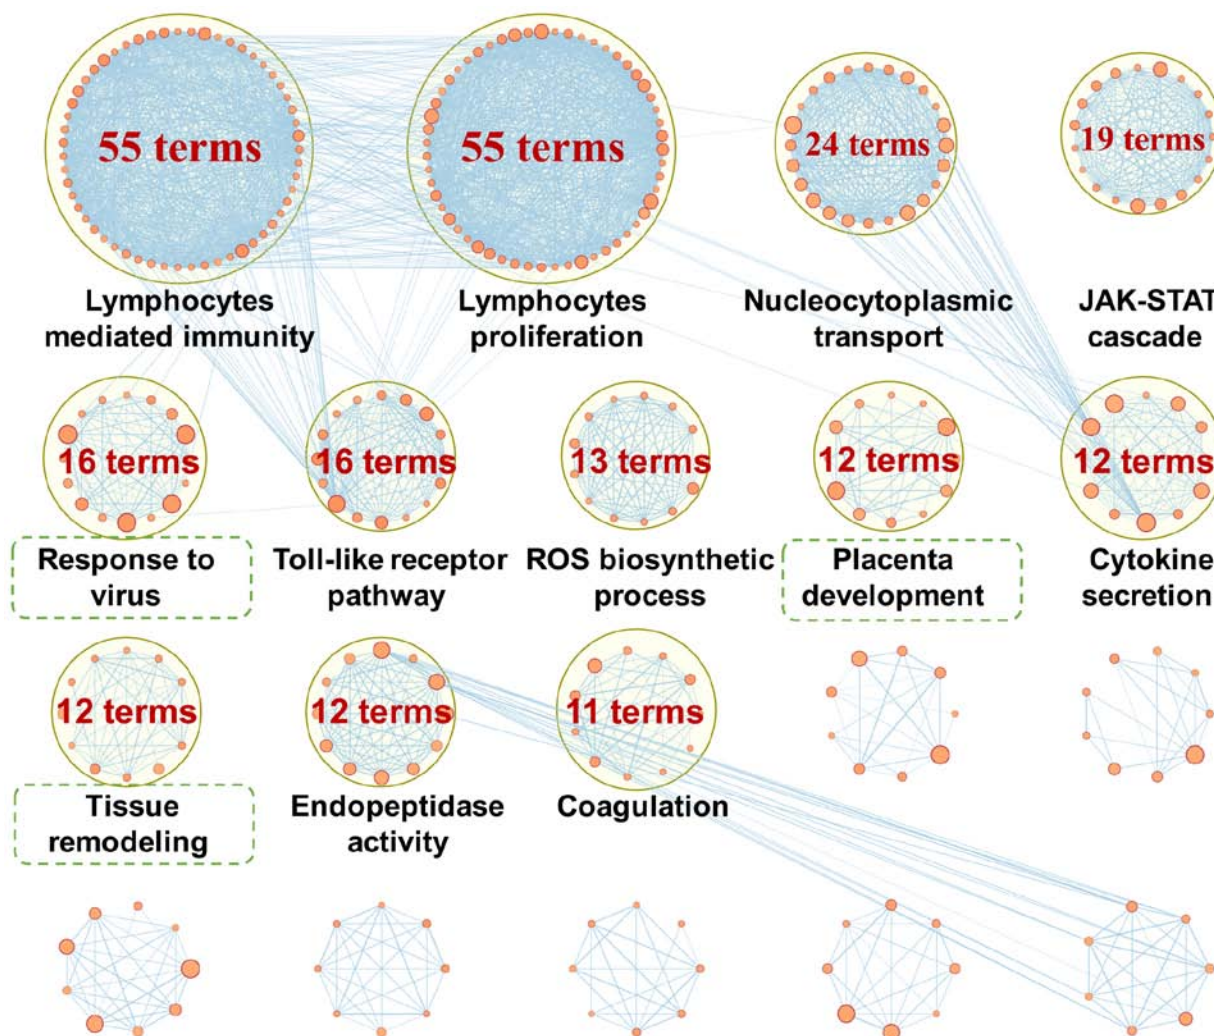 55 terms
55 terms
24 terms
19 terms
Lymphocytes
mediated immunity
Lymphocytes
proliferation
Nucleocytoplasmic
transport
JAK-STAT
cascade
16 terms
16 terms
13 terms
12 terms
12 terms
Response to
virus
Toll-like receptor
pathway
ROS biosynthetic
process
Placenta
development
Cytokine
secretion
12 terms
12 terms
11 terms
Tissue
remodeling
Endopeptidase
activity
Coagulation